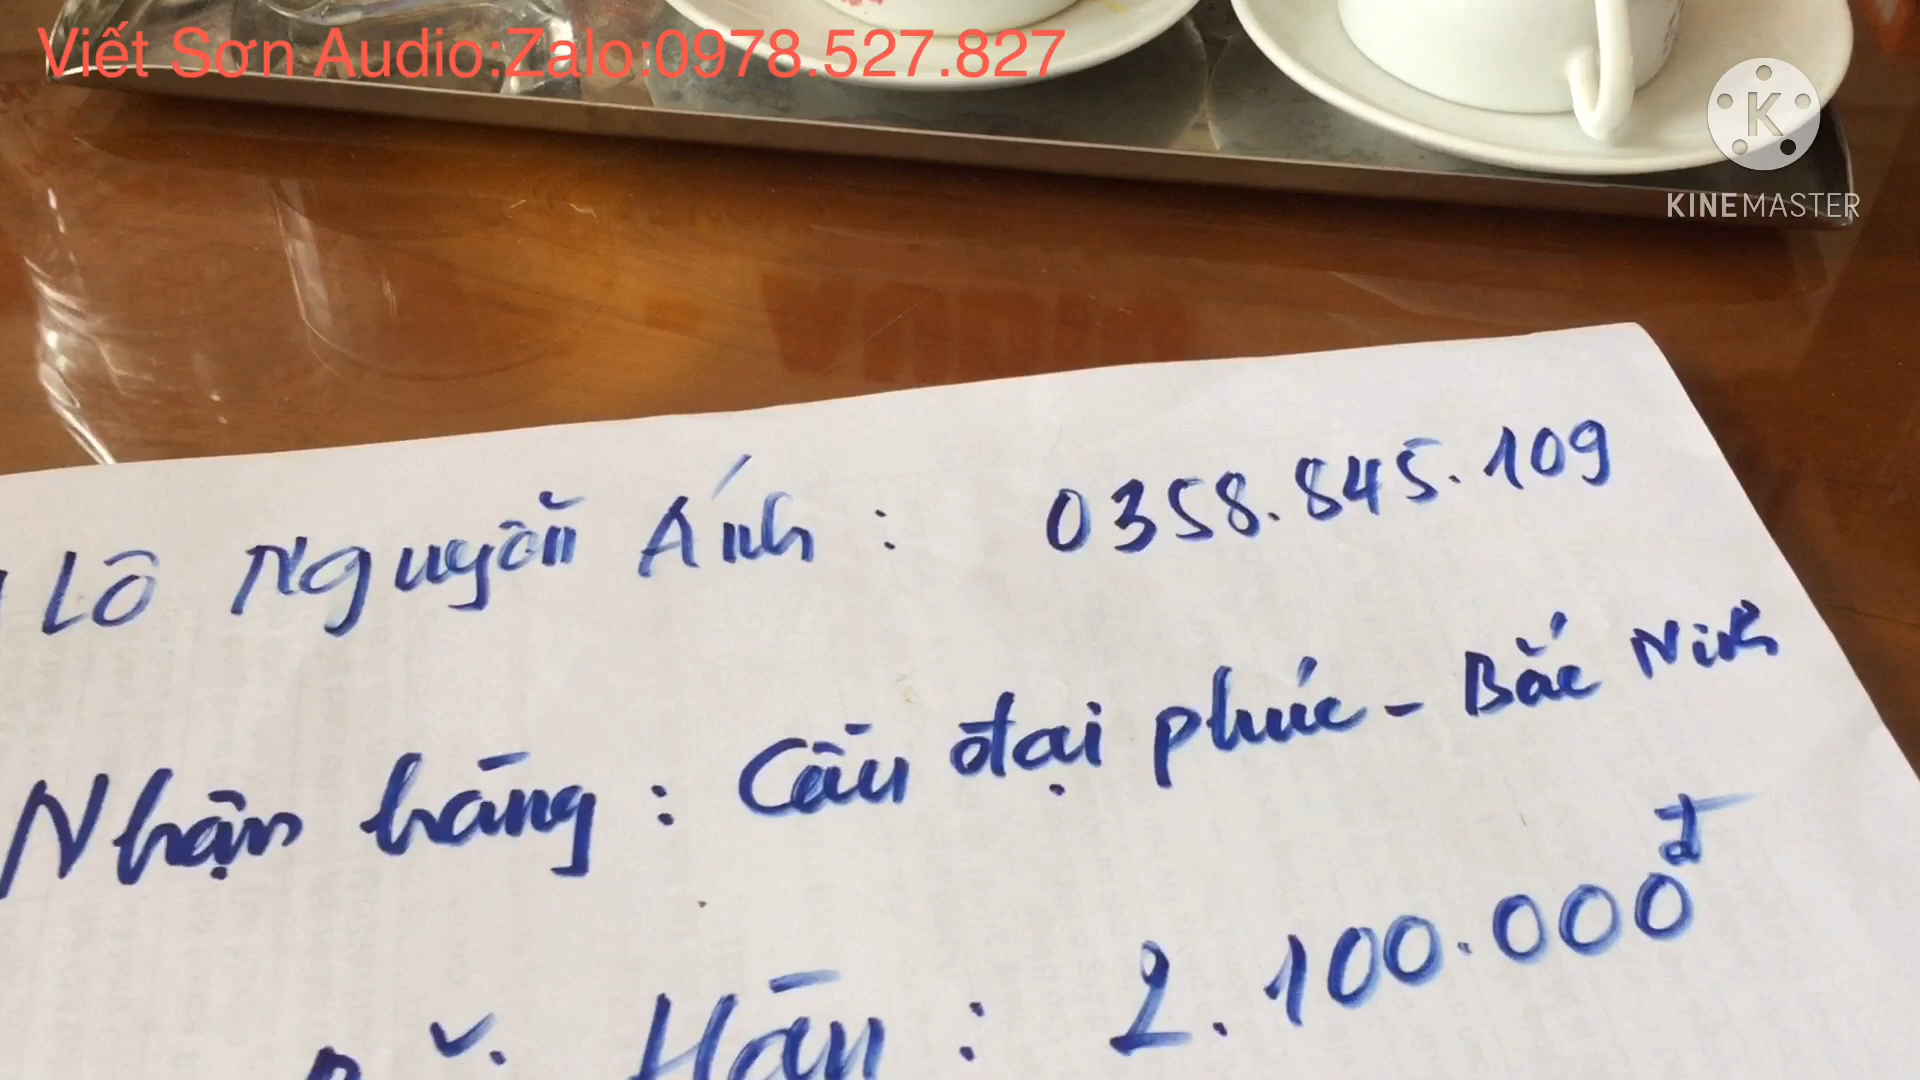 Viết Sơn Audio:Zalo:0978.527.827
K
KINEMASTER
Lô Nguyễn Ánh : 0358.845.109
Nhận hàng : Cầu đại phúc - Bắc Ninh
2.100.000đ